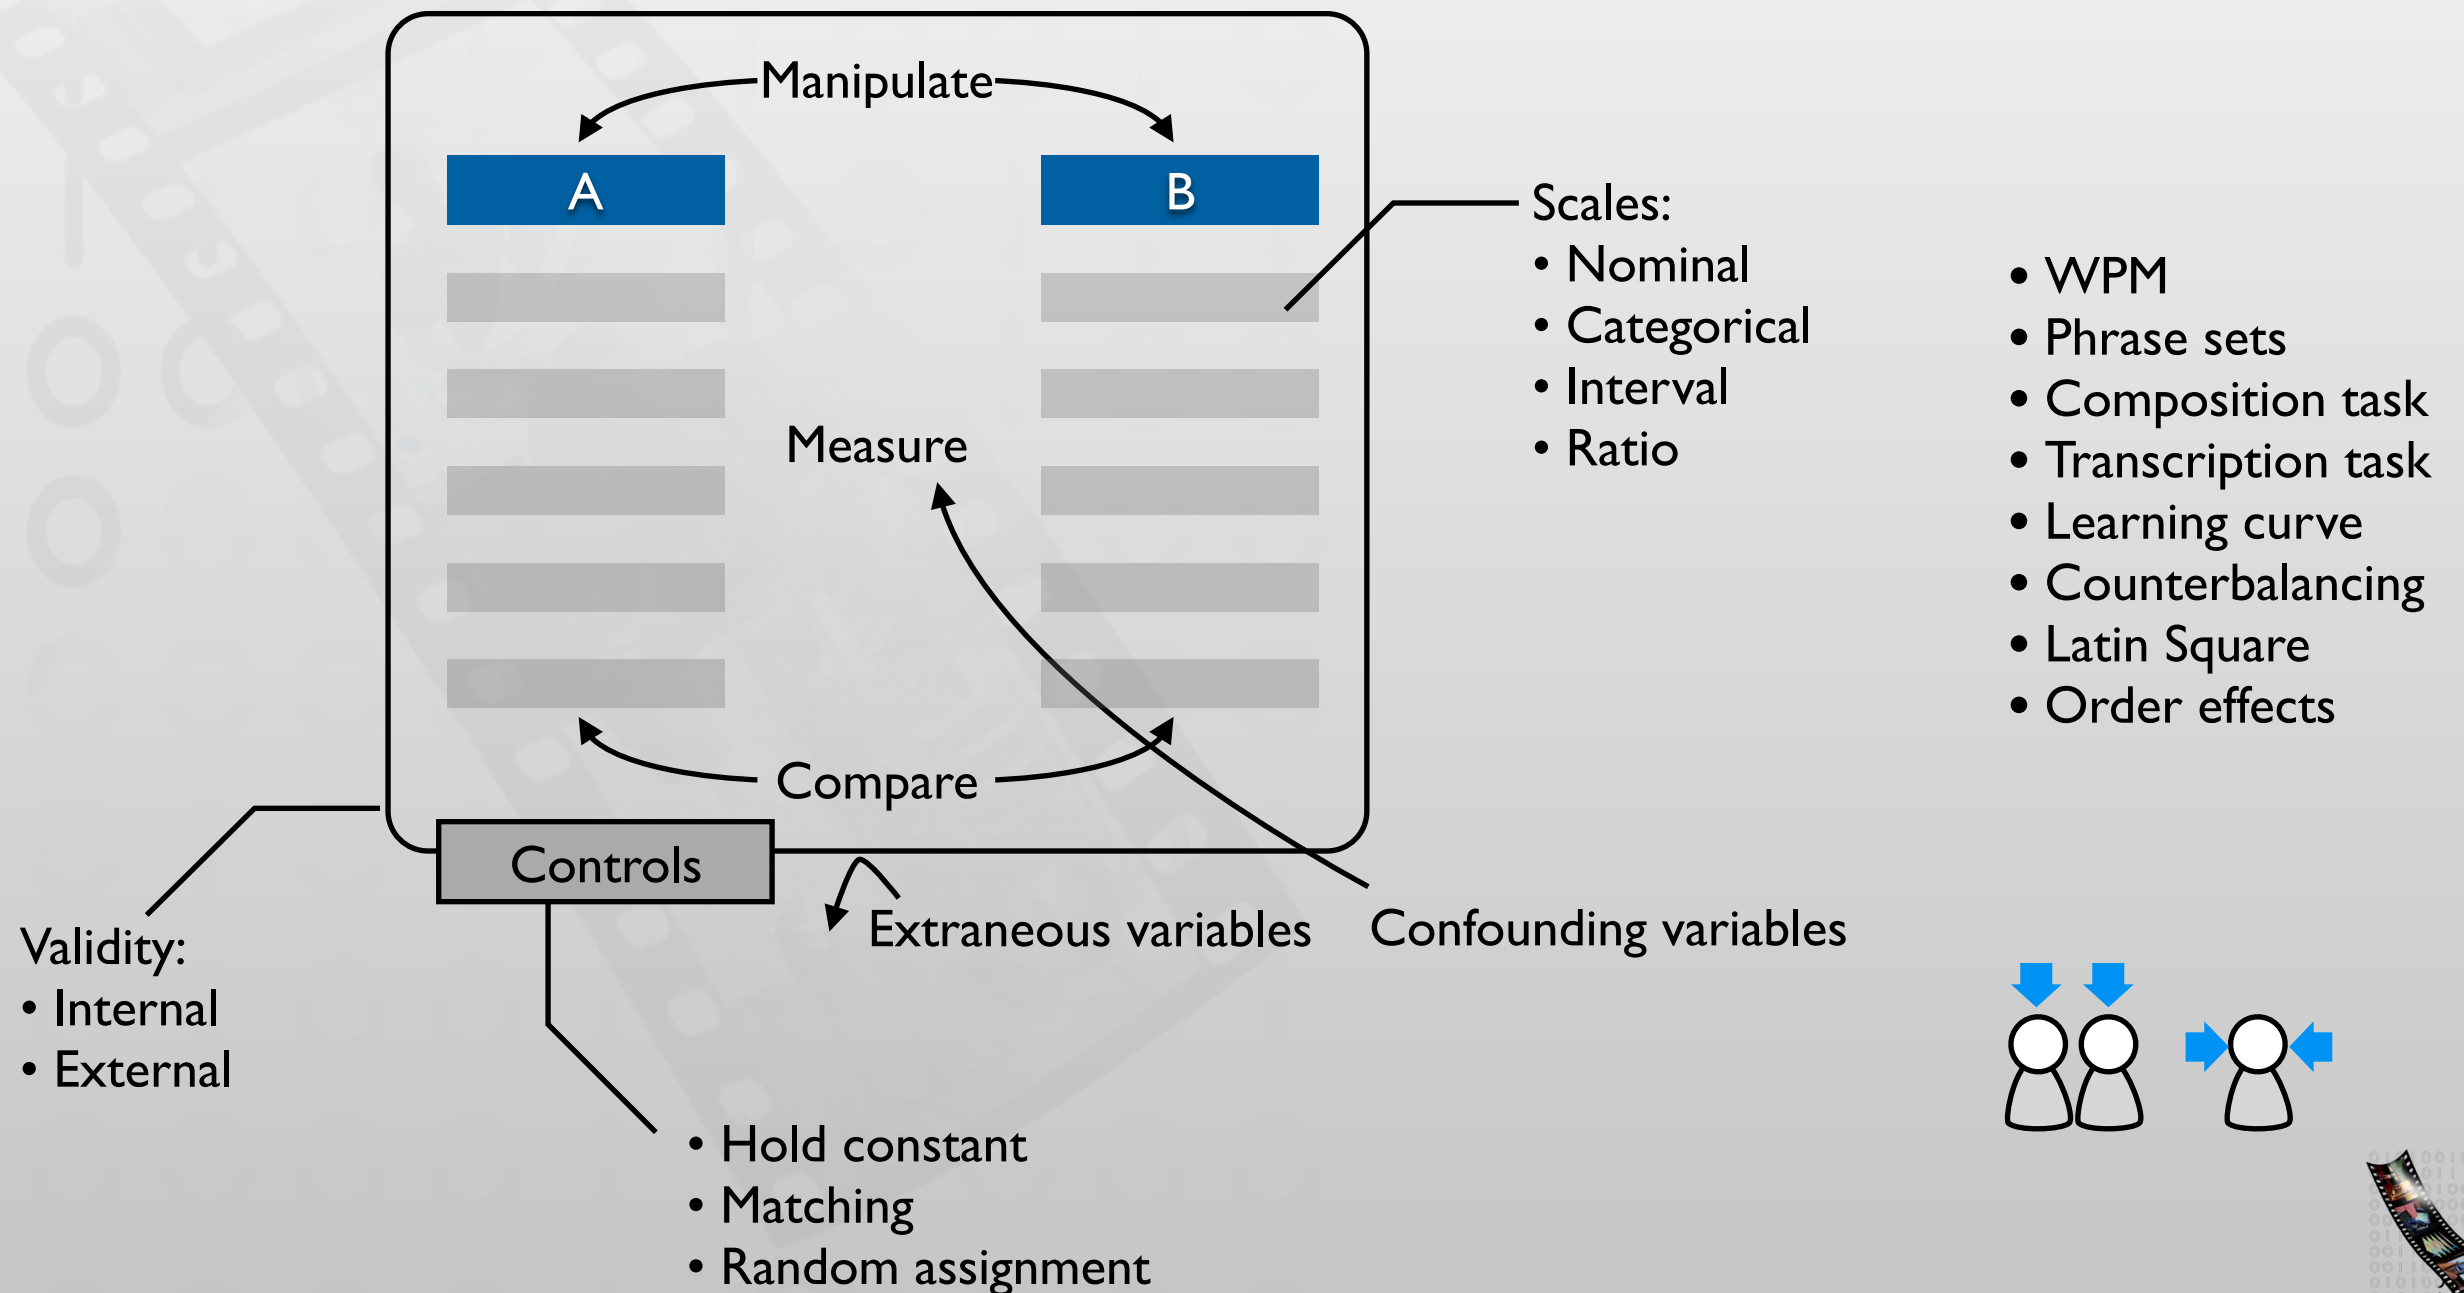 Manipulate
A
B
Measure
Compare
Controls
Scales:
• Nominal
• Categorical
• Interval
• Ratio
• WPM
• Phrase sets
• Composition task
• Transcription task
• Learning curve
• Counterbalancing
• Latin Square
• Order effects
Extraneous variables
Confounding variables
Validity:
• Internal
• External
• Hold constant
• Matching
• Random assignment